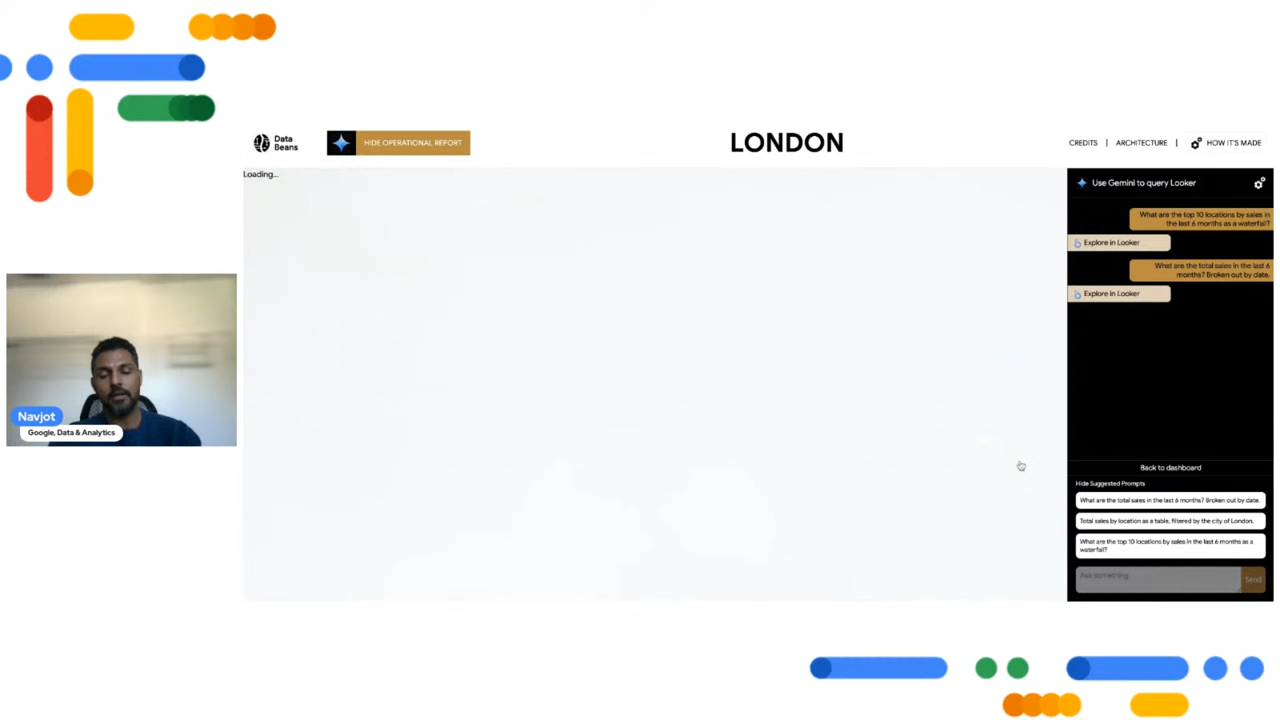 Data
Beans
HIDE OPERATIONAL REPORT
LONDON
CREDITS | ARCHITECTURE | HOW IT'S MADE
Loading...
Use Gemini to query Looker
What are the top 10 locations by sales in
the last 6 months as a waterfall?
Explore in Looker
What are the total sales in the last 6
months? Broken out by date.
Explore in Looker
Back to dashboard
Hide Suggested Prompts
What are the total sales in the last 6 months? Broken out by date.
Total sales by location as a table, filtered by the city of London.
What are the top 10 locations by sales in the last 6 months as a
waterfall?
Ask something
Send
Navjot
Google, Data & Analytics